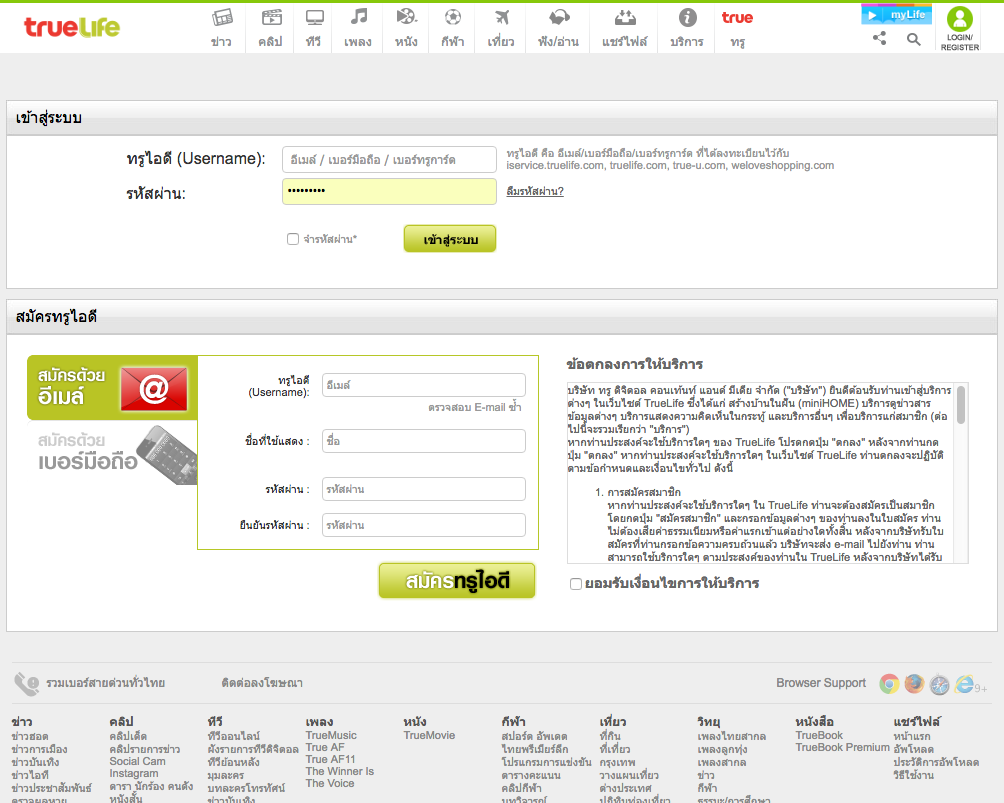 truelife
ข่าว คลิป ทีวี เพลง หนัง กีฬา เที่ยว ฟัง/อ่าน แชร์ไฟล์ บริการ true ทรู
myLife
LOGIN/
REGISTER
เข้าสู่ระบบ
ทรูไอดี (Username): อีเมล์ / เบอร์มือถือ / เบอร์ทรูการ์ด
ทรูไอดี คือ อีเมล์/เบอร์มือถือ/เบอร์ทรูการ์ด ที่ได้ลงทะเบียนไว้กับ
iservice.truelife.com, truelife.com, true-u.com, weloveshopping.com
รหัสผ่าน: ••••••••• ลืมรหัสผ่าน?
จำรหัสผ่าน* เข้าสู่ระบบ
สมัครทรูไอดี
สมัครด้วย
อีเมล์
@
สมัครด้วย
เบอร์มือถือ
ทรูไอดี
(Username): อีเมล์
ตรวจสอบ E-mail ซ้ำ
ชื่อที่ใช้แสดง : ชื่อ
รหัสผ่าน : รหัสผ่าน
ยืนยันรหัสผ่าน : รหัสผ่าน
สมัครทรูไอดี
ข้อตกลงการให้บริการ
บริษัท ทรู ดิจิตอล คอนเท้นท์ แอนด์ มีเดีย จำกัด ("บริษัท") ยินดีต้อนรับท่านเข้าสู่บริการ
ต่างๆ ในเว็บไซต์ TrueLife ซึ่งได้แก่ สร้างบ้านในฝัน (miniHOME) บริการดูข่าวสาร
ข้อมูลต่างๆ บริการแสดงความคิดเห็นในกระทู้ และบริการอื่นๆ เพื่อบริการแก่สมาชิก (ต่อ
ไปนี้จะรวมเรียกว่า "บริการ")
หากท่านประสงค์จะใช้บริการใดๆ ของ TrueLife โปรดกดปุ่ม "ตกลง" หลังจากท่านกด
ปุ่ม "ตกลง" หากท่านประสงค์จะใช้บริการใดๆ ในเว็บไซต์ TrueLife ท่านตกลงจะปฏิบัติ
ตามข้อกำหนดและเงื่อนไขทั่วไป ดังนี้
1. การสมัครสมาชิก
หากท่านประสงค์จะใช้บริการใดๆ ใน TrueLife ท่านจะต้องสมัครเป็นสมาชิก
โดยกดปุ่ม "สมัครสมาชิก" และกรอกข้อมูลต่างๆ ของท่านลงในใบสมัคร ท่าน
ไม่ต้องเสียค่าธรรมเนียมหรือค่าแรกเข้าแต่อย่างใดทั้งสิ้น หลังจากบริษัทรับใบ
สมัครที่ท่านกรอกข้อความครบถ้วนแล้ว บริษัทจะส่ง e-mail ไปยังท่าน ท่าน
สามารถใช้บริการใดๆ ตามประสงค์ของท่านใน TrueLife หลังจากบริษัทได้รับ
ยอมรับเงื่อนไขการให้บริการ
รวมเบอร์สายด่วนทั่วไทย ติดต่อลงโฆษณา Browser Support 9+
ข่าว คลิป ทีวี เพลง หนัง กีฬา เที่ยว วิทยุ หนังสือ แชร์ไฟล์
ข่าวฮอต คลิปเด็ด ทีวีออนไลน์ TrueMusic TrueMovie สปอร์ต อัพเดต ที่กิน เพลงไทยสากล TrueBook หน้าแรก
ข่าวการเมือง คลิปรายการข่าว ผังรายการทีวีดิจิตอล True AF ไทยพรีเมียร์ลีก ที่เที่ยว เพลงลูกทุ่ง TrueBook Premium อัพโหลด
ข่าวบันเทิง Social Cam ทีวีย้อนหลัง True AF11 โปรแกรมการแข่งขัน กรุงเทพ เพลงสากล ประวัติการอัพโหลด
ข่าวไอที Instagram มุมละคร The Winner Is ตารางคะแนน วางแผนเที่ยว ข่าว วิธีใช้งาน
ข่าวประชาสัมพันธ์ ดารา นักร้อง คนดัง บทละครโทรทัศน์ The Voice คลิปกีฬา ต่างประเทศ กีฬา
ตรวจผลหวย หนังสั้น ข่าวบันเทิง บทวิจารณ์ ปฏิทินท่องเที่ยว ธรรมะ/การศึกษา